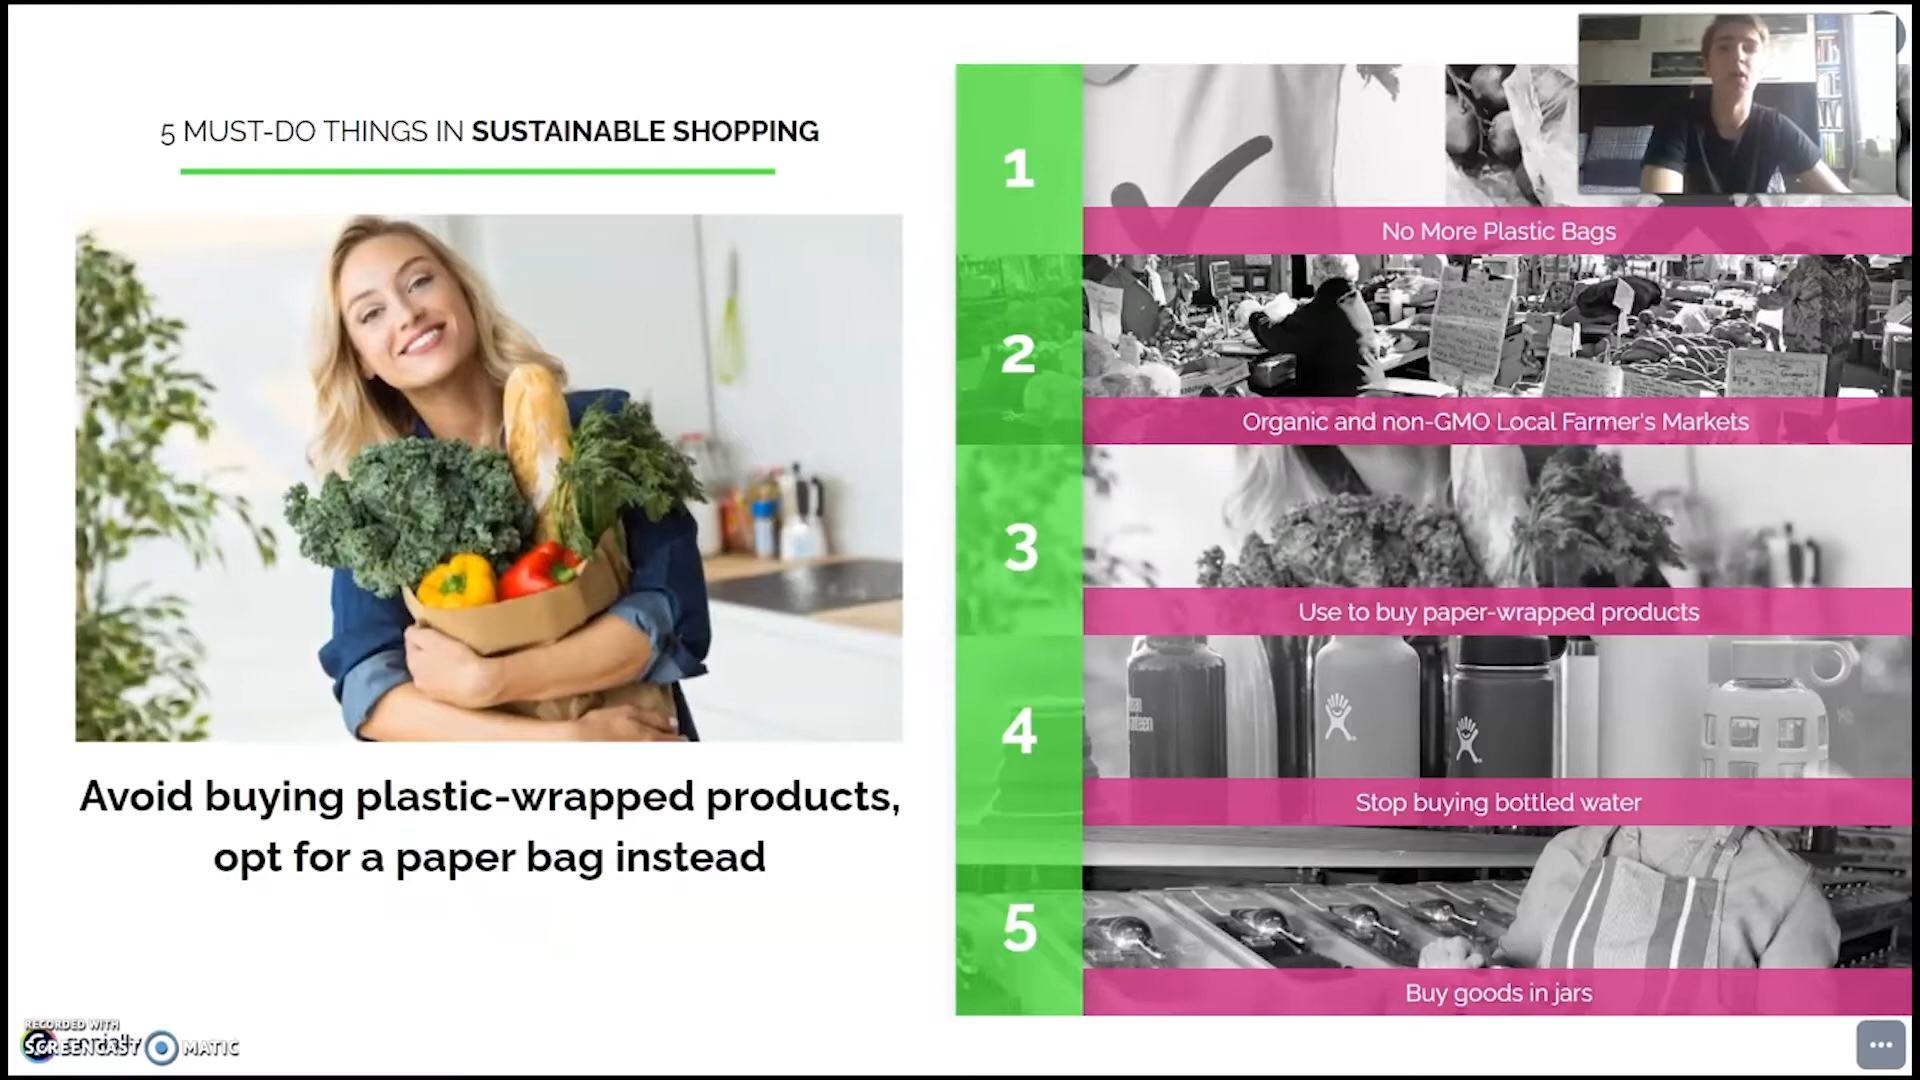 5 MUST-DO THINGS IN SUSTAINABLE SHOPPING
Avoid buying plastic-wrapped products,
opt for a paper bag instead
1
No More Plastic Bags
2
Organic and non-GMO Local Farmer's Markets
3
Use to buy paper-wrapped products
4
Stop buying bottled water
5
Buy goods in jars
RECORDED WITH
SCREENCAST MATIC